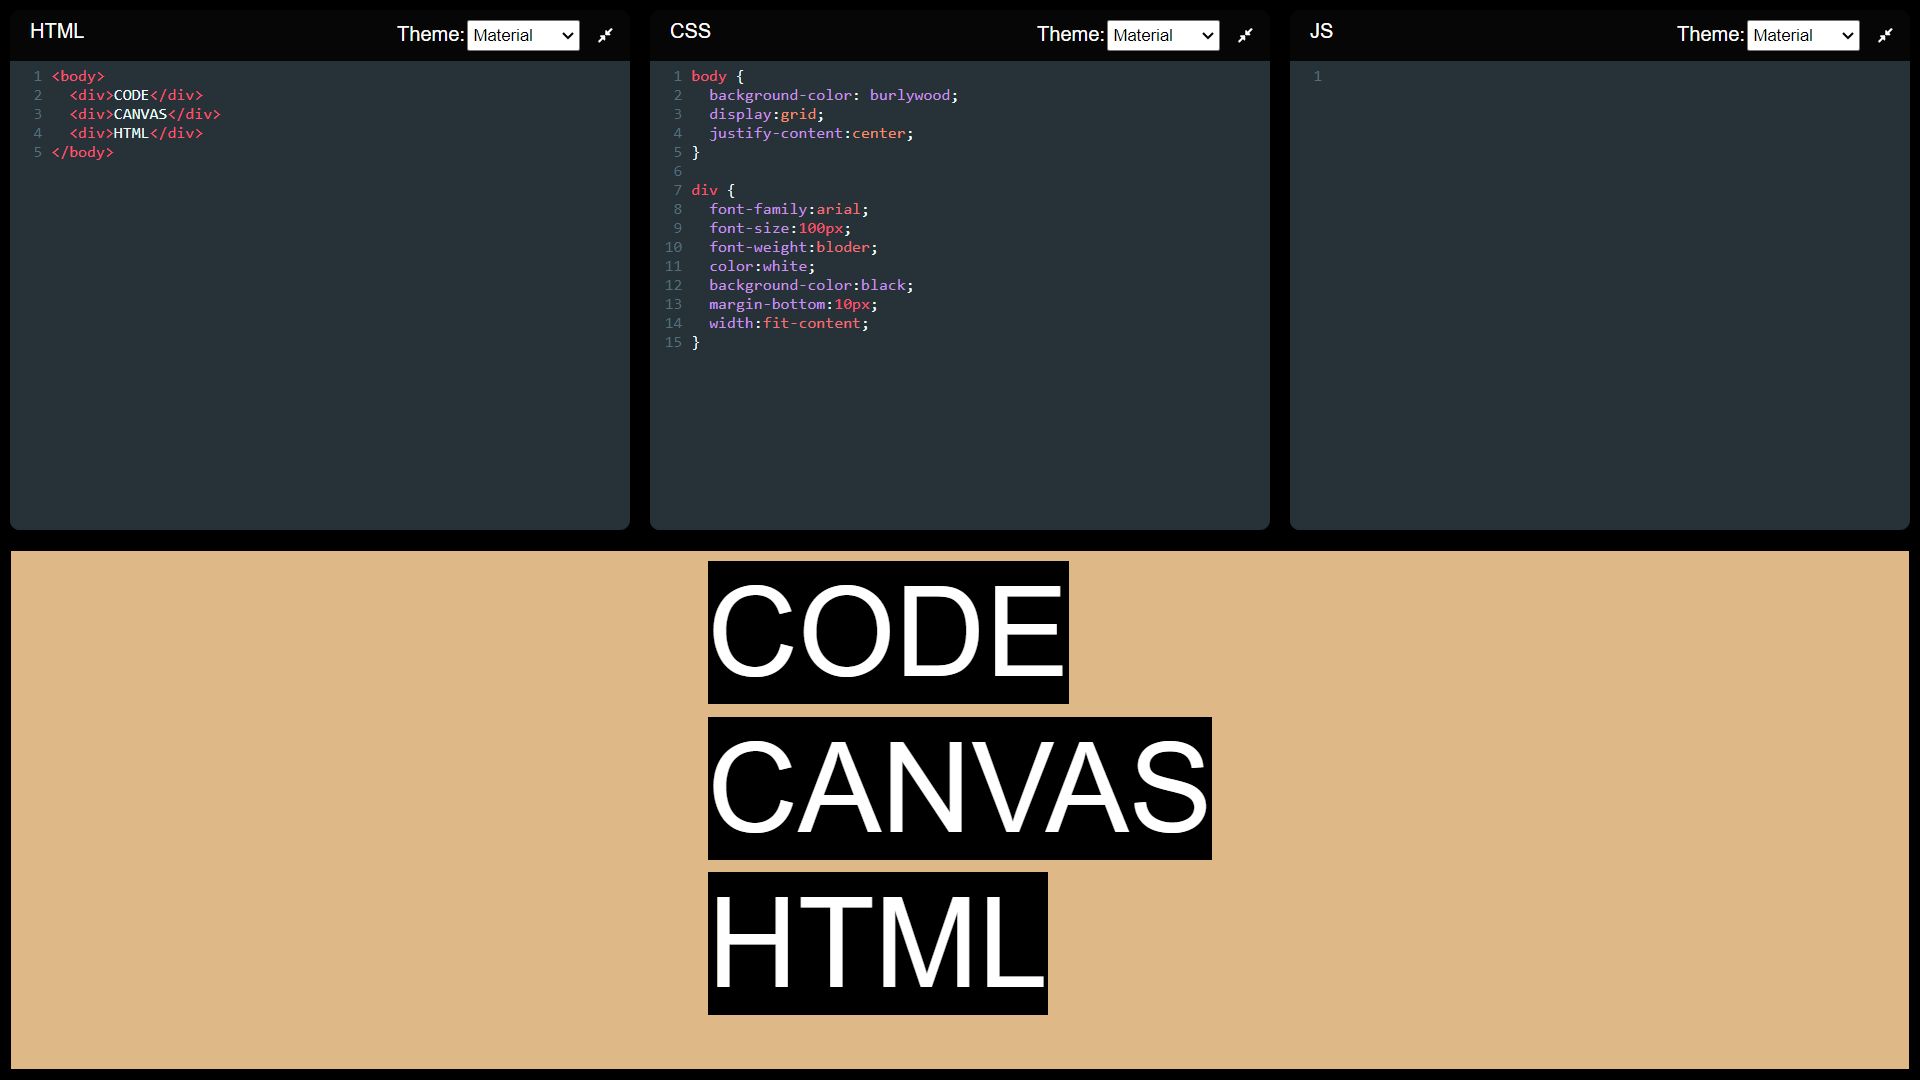 HTML Theme: Material
1 <body>
2 <div>CODE</div>
3 <div>CANVAS</div>
4 <div>HTML</div>
5 </body>
CSS Theme: Material
1 body {
2 background-color: burlywood;
3 display:grid;
4 justify-content:center;
5 }
6
7 div {
8 font-family:arial;
9 font-size:100px;
10 font-weight:bloder;
11 color:white;
12 background-color:black;
13 margin-bottom:10px;
14 width:fit-content;
15 }
JS Theme: Material
1
CODE
CANVAS
HTML